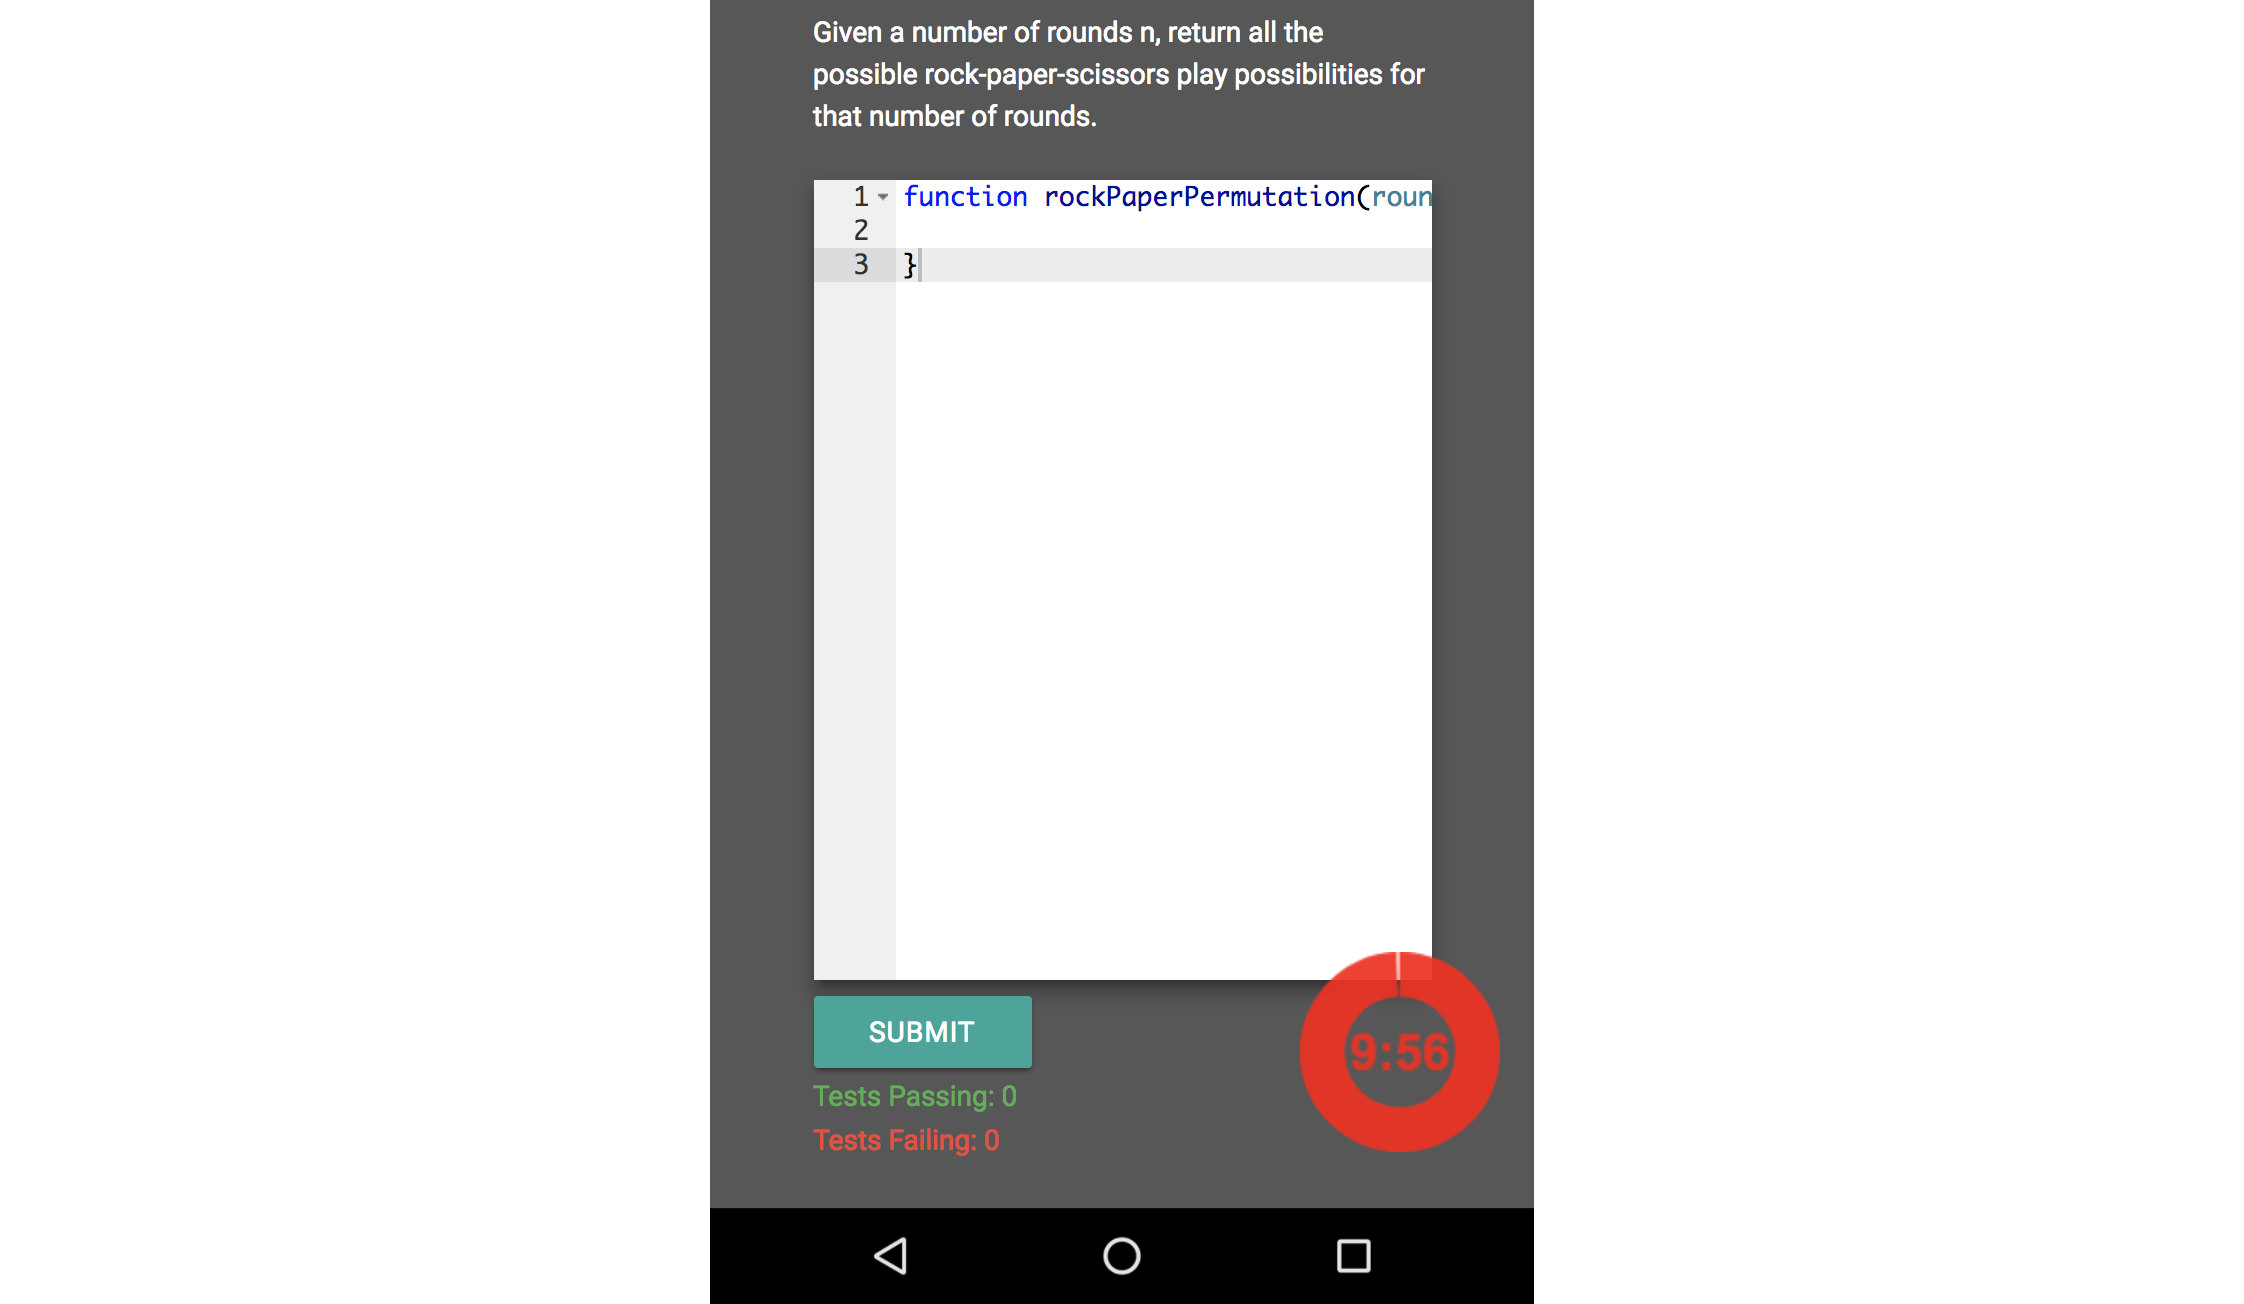 Given a number of rounds n, return all the
possible rock-paper-scissors play possibilities for
that number of rounds.
1 function rockPaperPermutation(roun
2
3 }
SUBMIT
9:56
Tests Passing: 0
Tests Failing: 0